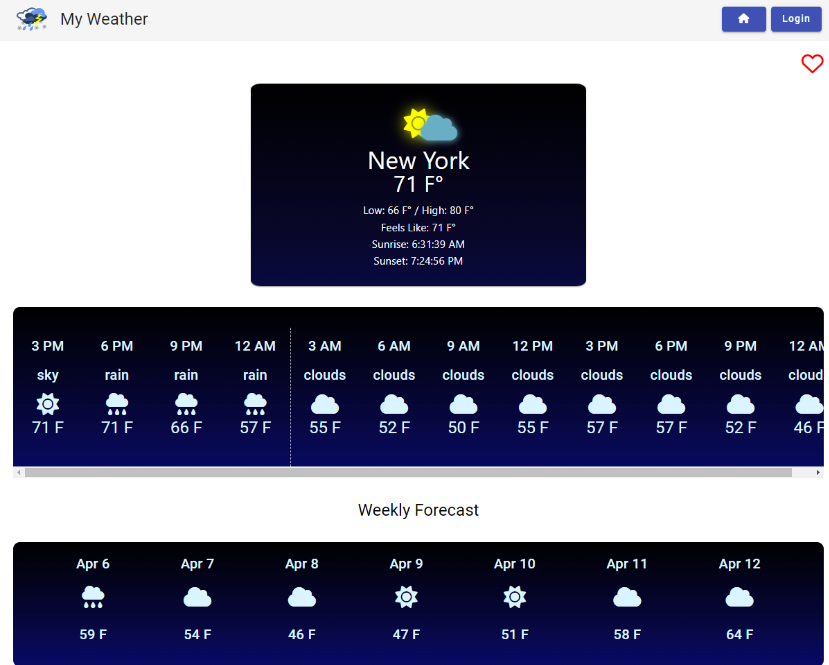 My Weather
Login
New York
71 F°
Low: 66 F° / High: 80 F°
Feels Like: 71 F°
Sunrise: 6:31:39 AM
Sunset: 7:24:56 PM
3 PM 6 PM 9 PM 12 AM 3 AM 6 AM 9 AM 12 PM 3 PM 6 PM 9 PM 12 AM
sky rain rain rain clouds clouds clouds clouds clouds clouds clouds cloud
71 F 71 F 66 F 57 F 55 F 52 F 50 F 55 F 57 F 57 F 52 F 46 F
Weekly Forecast
Apr 6 Apr 7 Apr 8 Apr 9 Apr 10 Apr 11 Apr 12
59 F 54 F 46 F 47 F 51 F 58 F 64 F